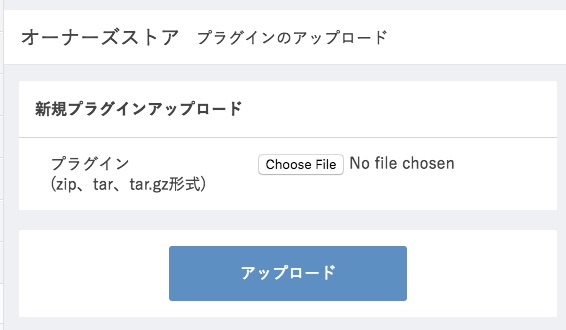 オーナーズストア プラグインのアップロード
新規プラグインアップロード
プラグイン Choose File No file chosen
(zip、tar、tar.gz形式)
アップロード